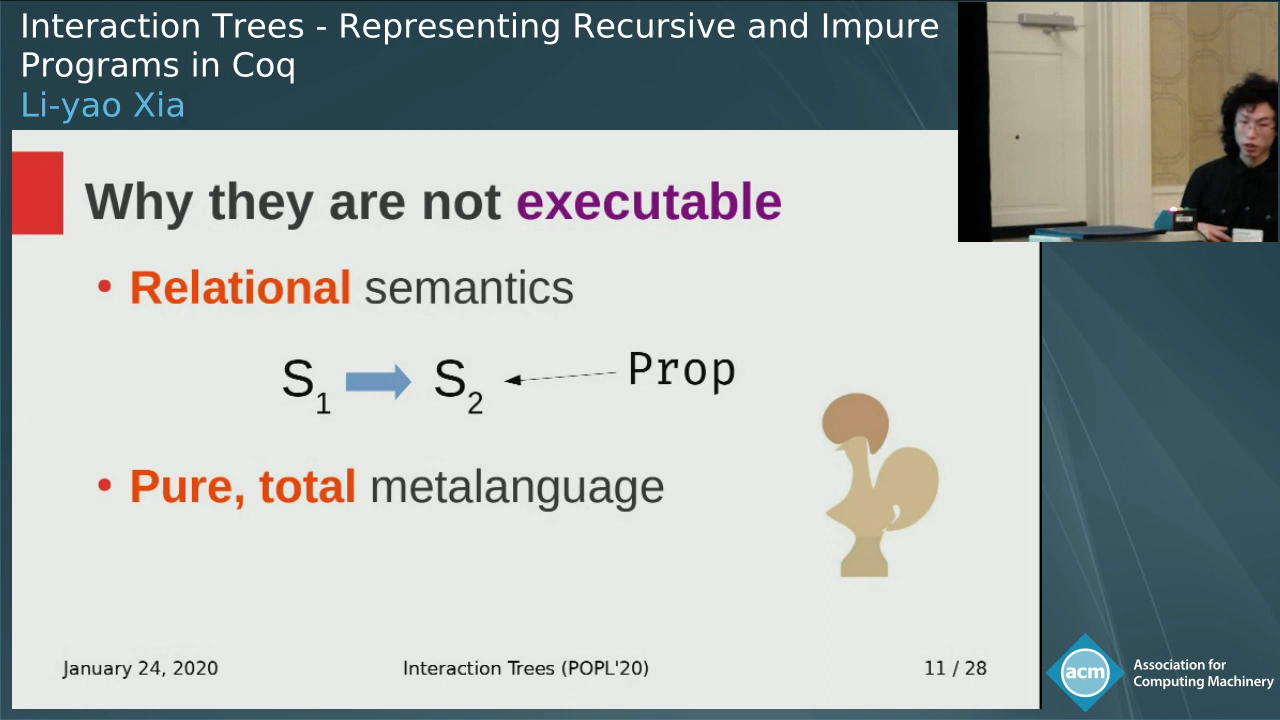 Interaction Trees - Representing Recursive and Impure
Programs in Coq
Li-yao Xia
Why they are not executable
• Relational semantics
S1 S2 Prop
• Pure, total metalanguage
January 24, 2020 Interaction Trees (POPL'20) 11 / 28
acm Association for
Computing Machinery